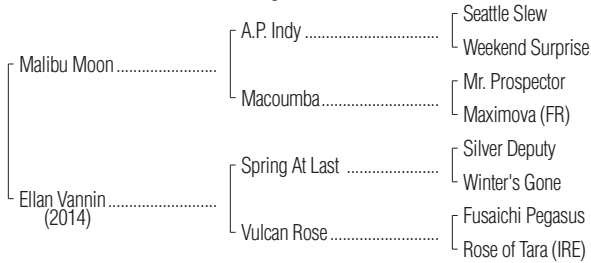 Seattle Slew
A.P. Indy
Weekend Surprise
Malibu Moon
Mr. Prospector
Macoumba
Maximova (FR)
Silver Deputy
Spring At Last
Winter's Gone
Ellan Vannin
(2014)
Fusaichi Pegasus
Vulcan Rose
Rose of Tara (IRE)